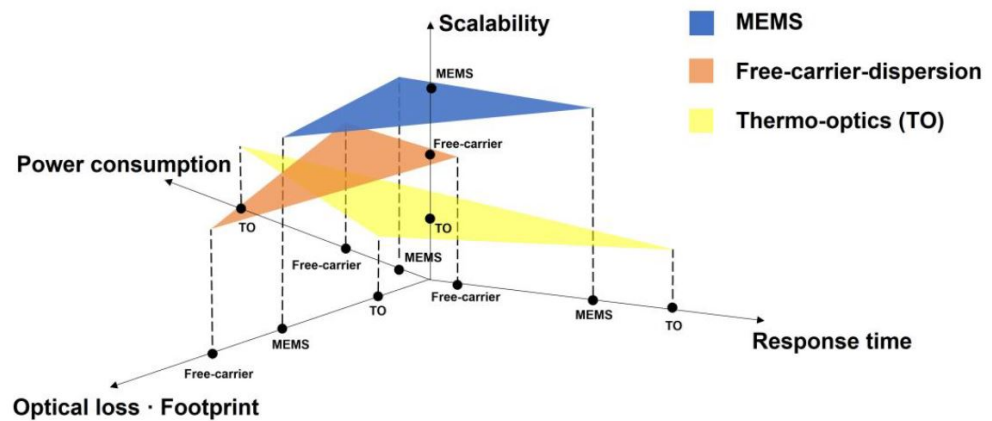 Scalability
MEMS
Free-carrier-dispersion
Thermo-optics (TO)
MEMS
Free-carrier
TO
Power consumption
TO
Free-carrier
MEMS
Free-carrier
MEMS
TO
Response time
TO
MEMS
Free-carrier
Optical loss · Footprint